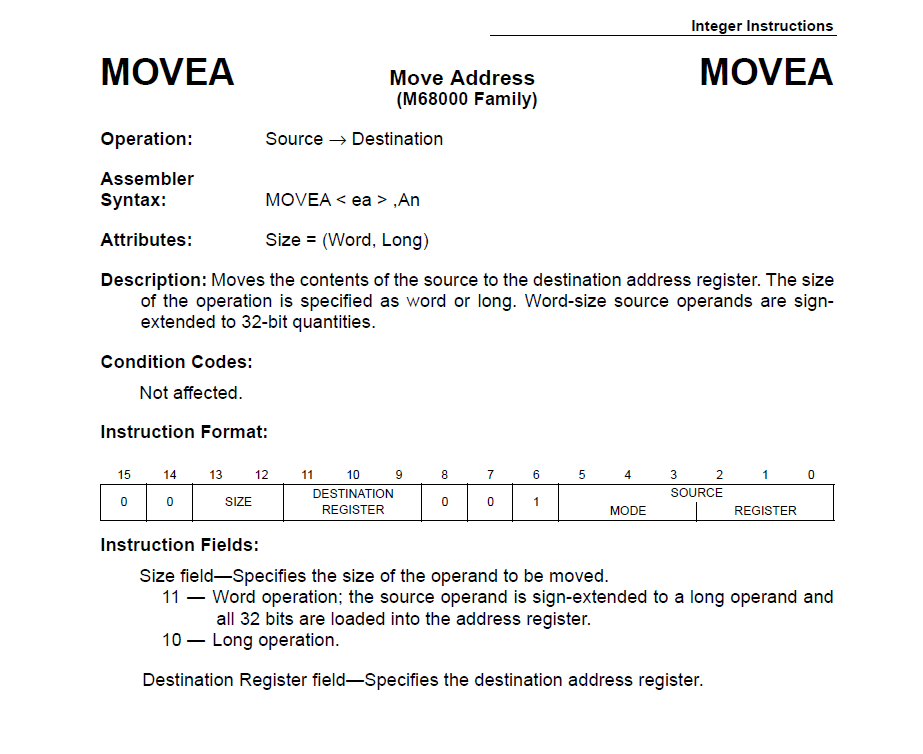 Integer Instructions
MOVEA Move Address MOVEA
(M68000 Family)
Operation: Source → Destination
Assembler
Syntax: MOVEA < ea > ,An
Attributes: Size = (Word, Long)
Description: Moves the contents of the source to the destination address register. The size
of the operation is specified as word or long. Word-size source operands are sign-
extended to 32-bit quantities.
Condition Codes:
Not affected.
Instruction Format:
15 14 13 12 11 10 9 8 7 6 5 4 3 2 1 0
0 0 SIZE DESTINATION REGISTER 0 0 1 SOURCE
MODE REGISTER
Instruction Fields:
Size field—Specifies the size of the operand to be moved.
11 — Word operation; the source operand is sign-extended to a long operand and
all 32 bits are loaded into the address register.
10 — Long operation.
Destination Register field—Specifies the destination address register.